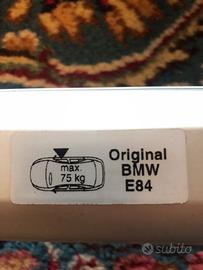 max.
75 kg
Original
BMW
E84
subito